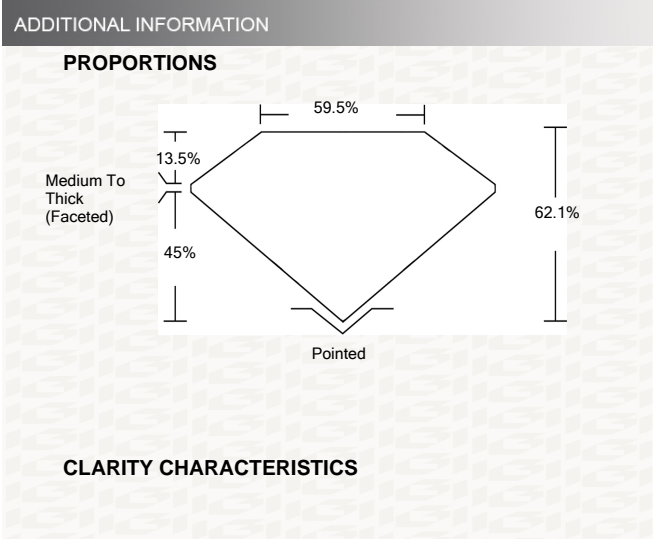 ADDITIONAL INFORMATION
PROPORTIONS
59.5%
13.5%
Medium To
Thick
(Faceted)
62.1%
45%
Pointed
CLARITY CHARACTERISTICS